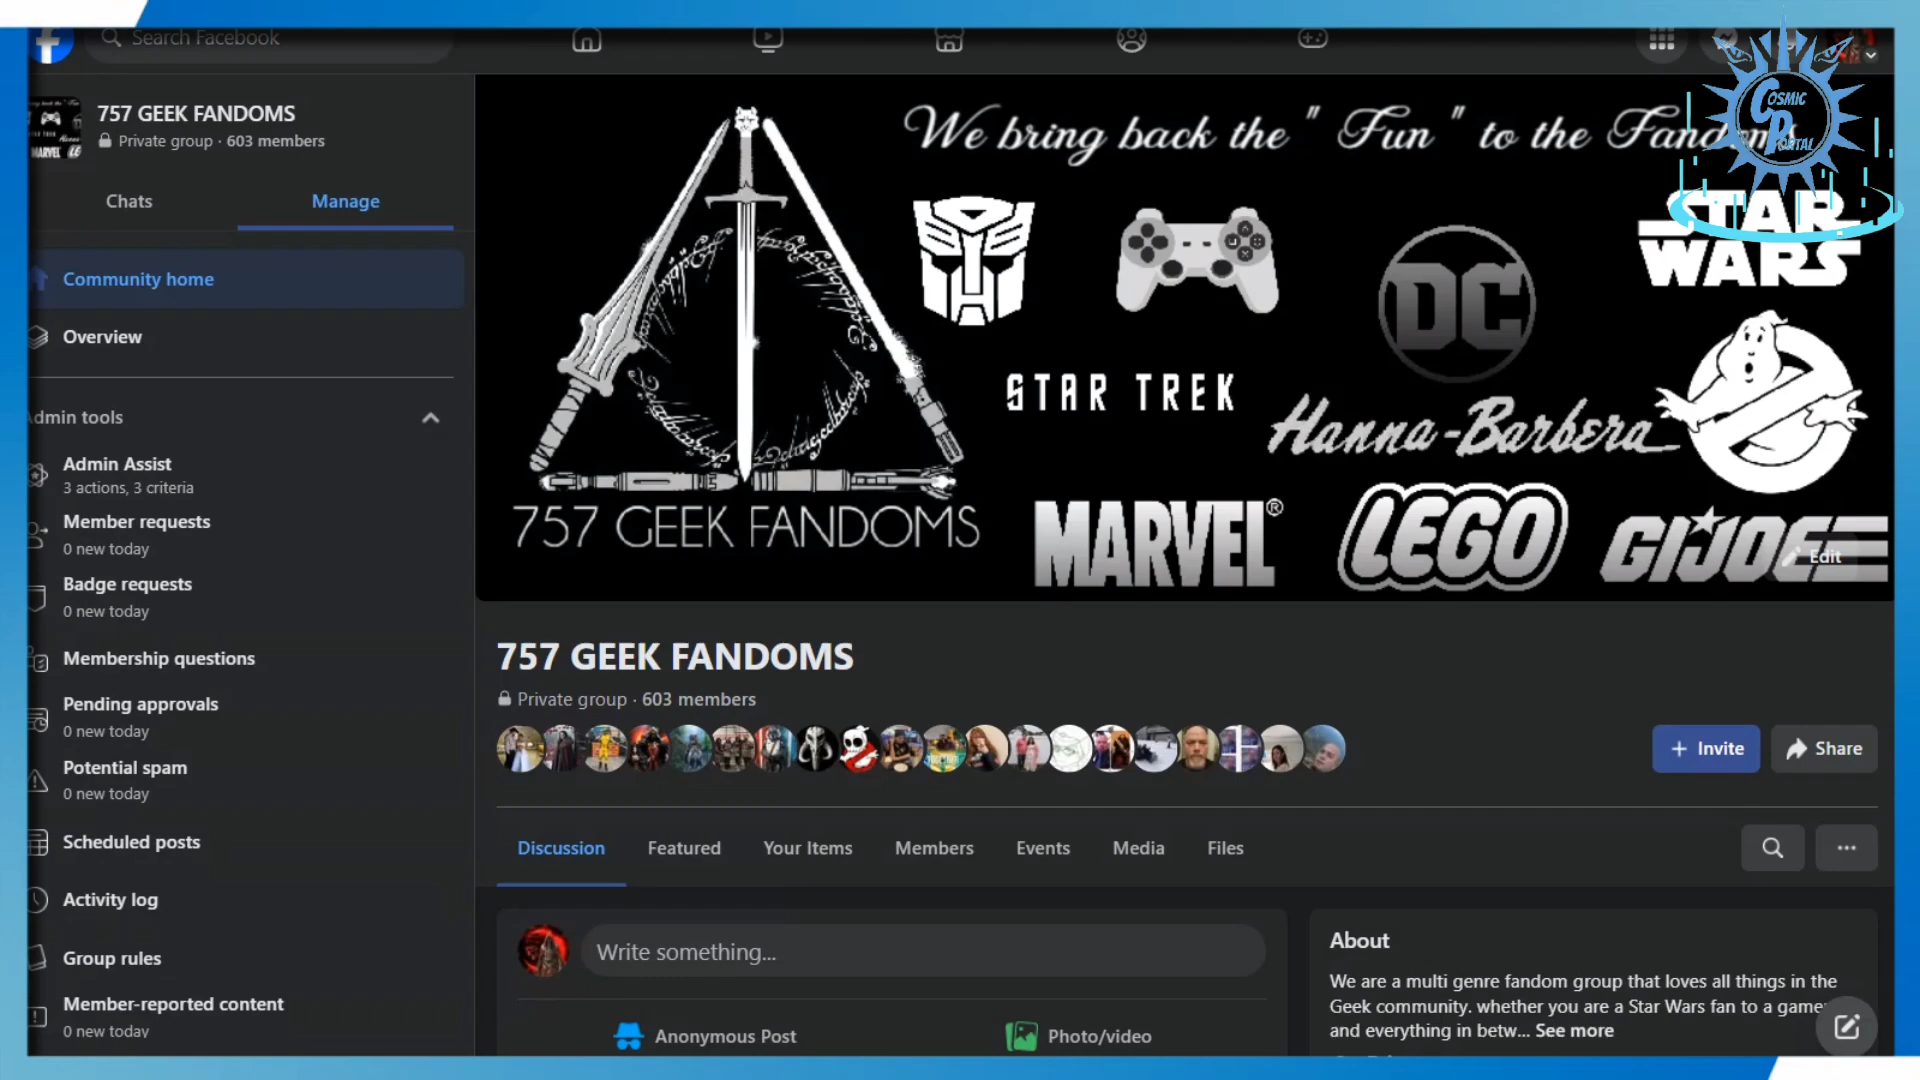 Search Facebook
757 GEEK FANDOMS
Private group · 603 members
Chats
Manage
Community home
Overview
Admin tools
Admin Assist
3 actions, 3 criteria
Member requests
0 new today
Badge requests
0 new today
Membership questions
Pending approvals
0 new today
Potential spam
0 new today
Scheduled posts
Activity log
Group rules
Member-reported content
0 new today
We bring back the " Fun " to the Fandoms
COSMIC
PORTAL
STAR
WARS
DC
STAR TREK
Hanna-Barbera
757 GEEK FANDOMS
MARVEL®
LEGO
GIJOE
Edit
757 GEEK FANDOMS
Private group · 603 members
+ Invite
Share
Discussion
Featured
Your Items
Members
Events
Media
Files
Write something...
Anonymous Post
Photo/video
About
We are a multi genre fandom group that loves all things in the
Geek community. whether you are a Star Wars fan to a gamer
and everything in betw... See more